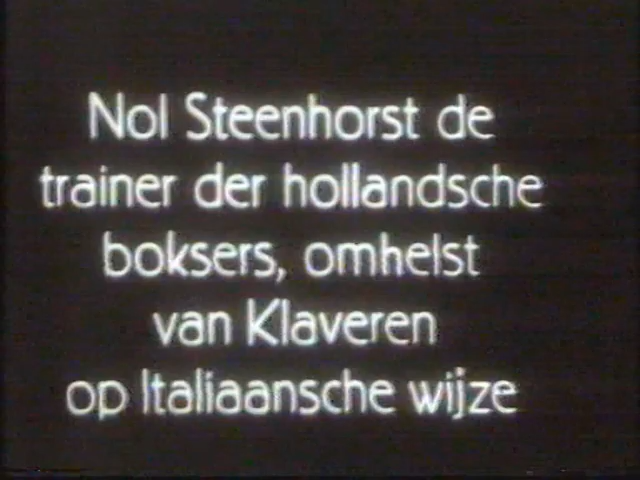 Nol Steenhorst de
trainer der hollandsche
boksers, omhelst
van Klaveren
op Italiaansche wijze